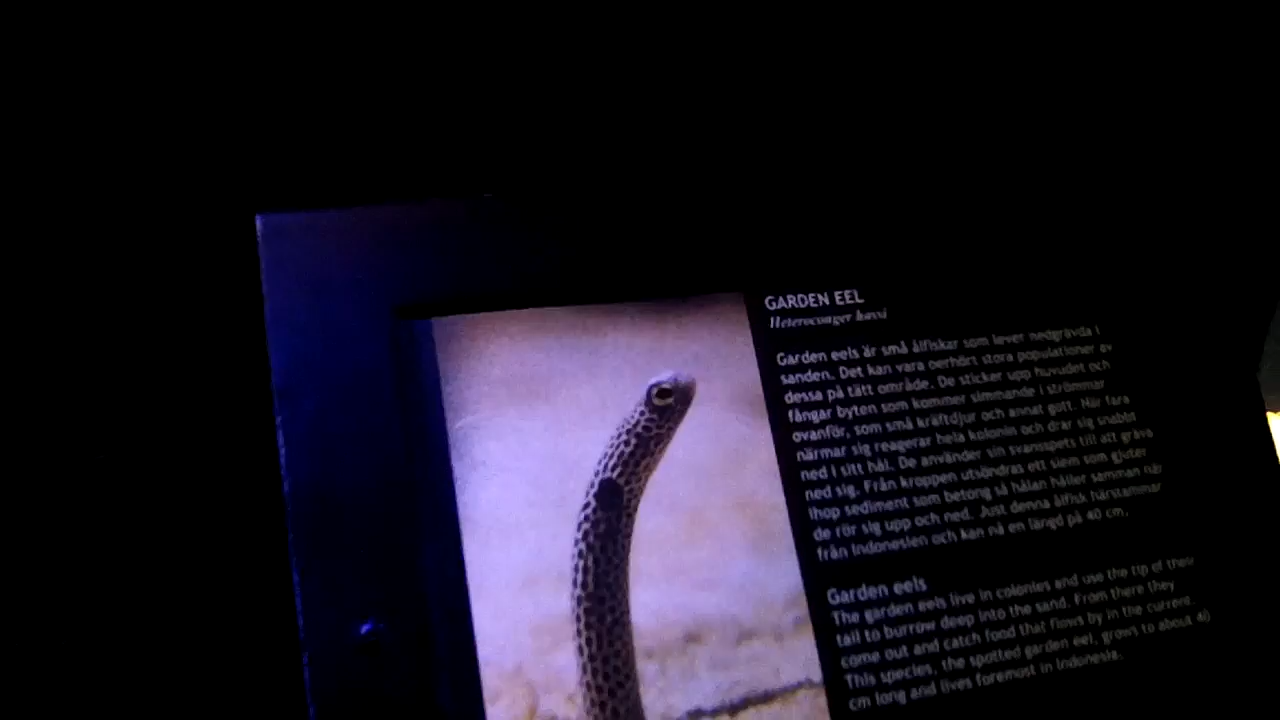 GARDEN EEL
Heteroconger hassi
Garden eels är små ålfiskar som lever nedgrävda i
sanden. Det kan vara oerhört stora populationer av
dessa på tätt område. De sticker upp huvudet och
fångar byten som kommer simmande i strömmar
ovanför, som små kräftdjur och annat gott. När fara
närmar sig reagerar hela kolonin och drar sig snabbt
ned i sitt hål. De använder sin svansspets till att gräva
ned sig. Från kroppen utsöndras ett slem som gjuter
ihop sediment som betong så hålan håller samman när
de rör sig upp och ned. Just denna ålfisk härstammar
från Indonesien och kan nå en längd på 40 cm.
Garden eels
The garden eels live in colonies and use the tip of their
tail to burrow deep into the sand. From there they
come out and catch food that flows by in the current.
This species, the spotted garden eel, grows to about 40
cm long and lives foremost in Indonesia.